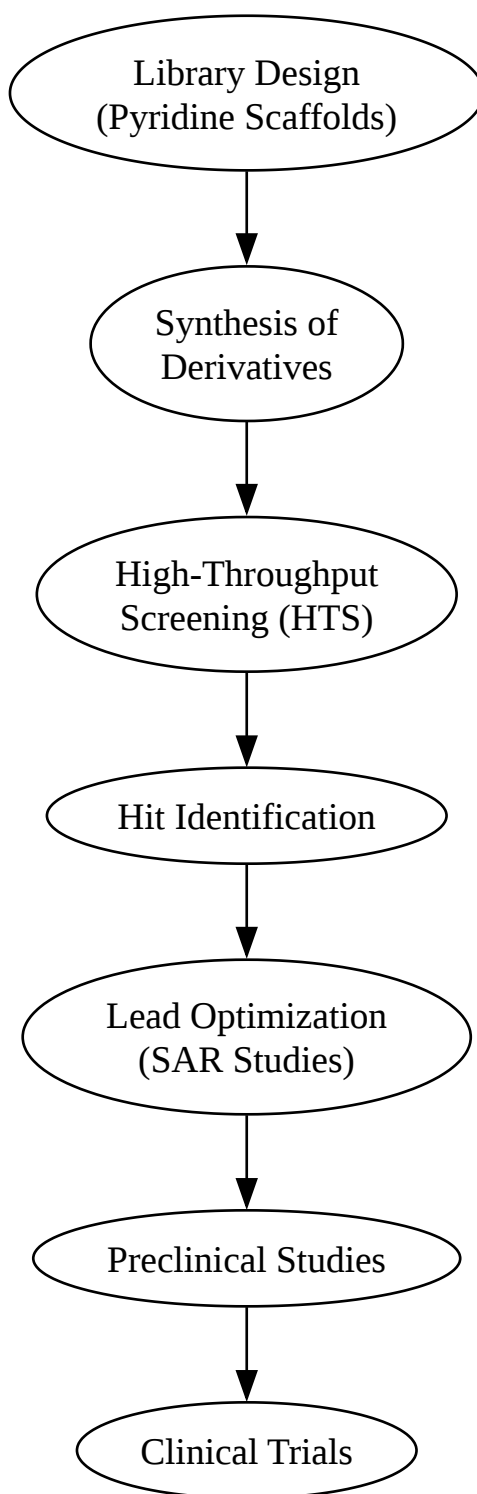 Library Design
(Pyridine Scaffolds)
Synthesis of
Derivatives
High-Throughput
Screening (HTS)
Hit Identification
Lead Optimization
(SAR Studies)
Preclinical Studies
Clinical Trials